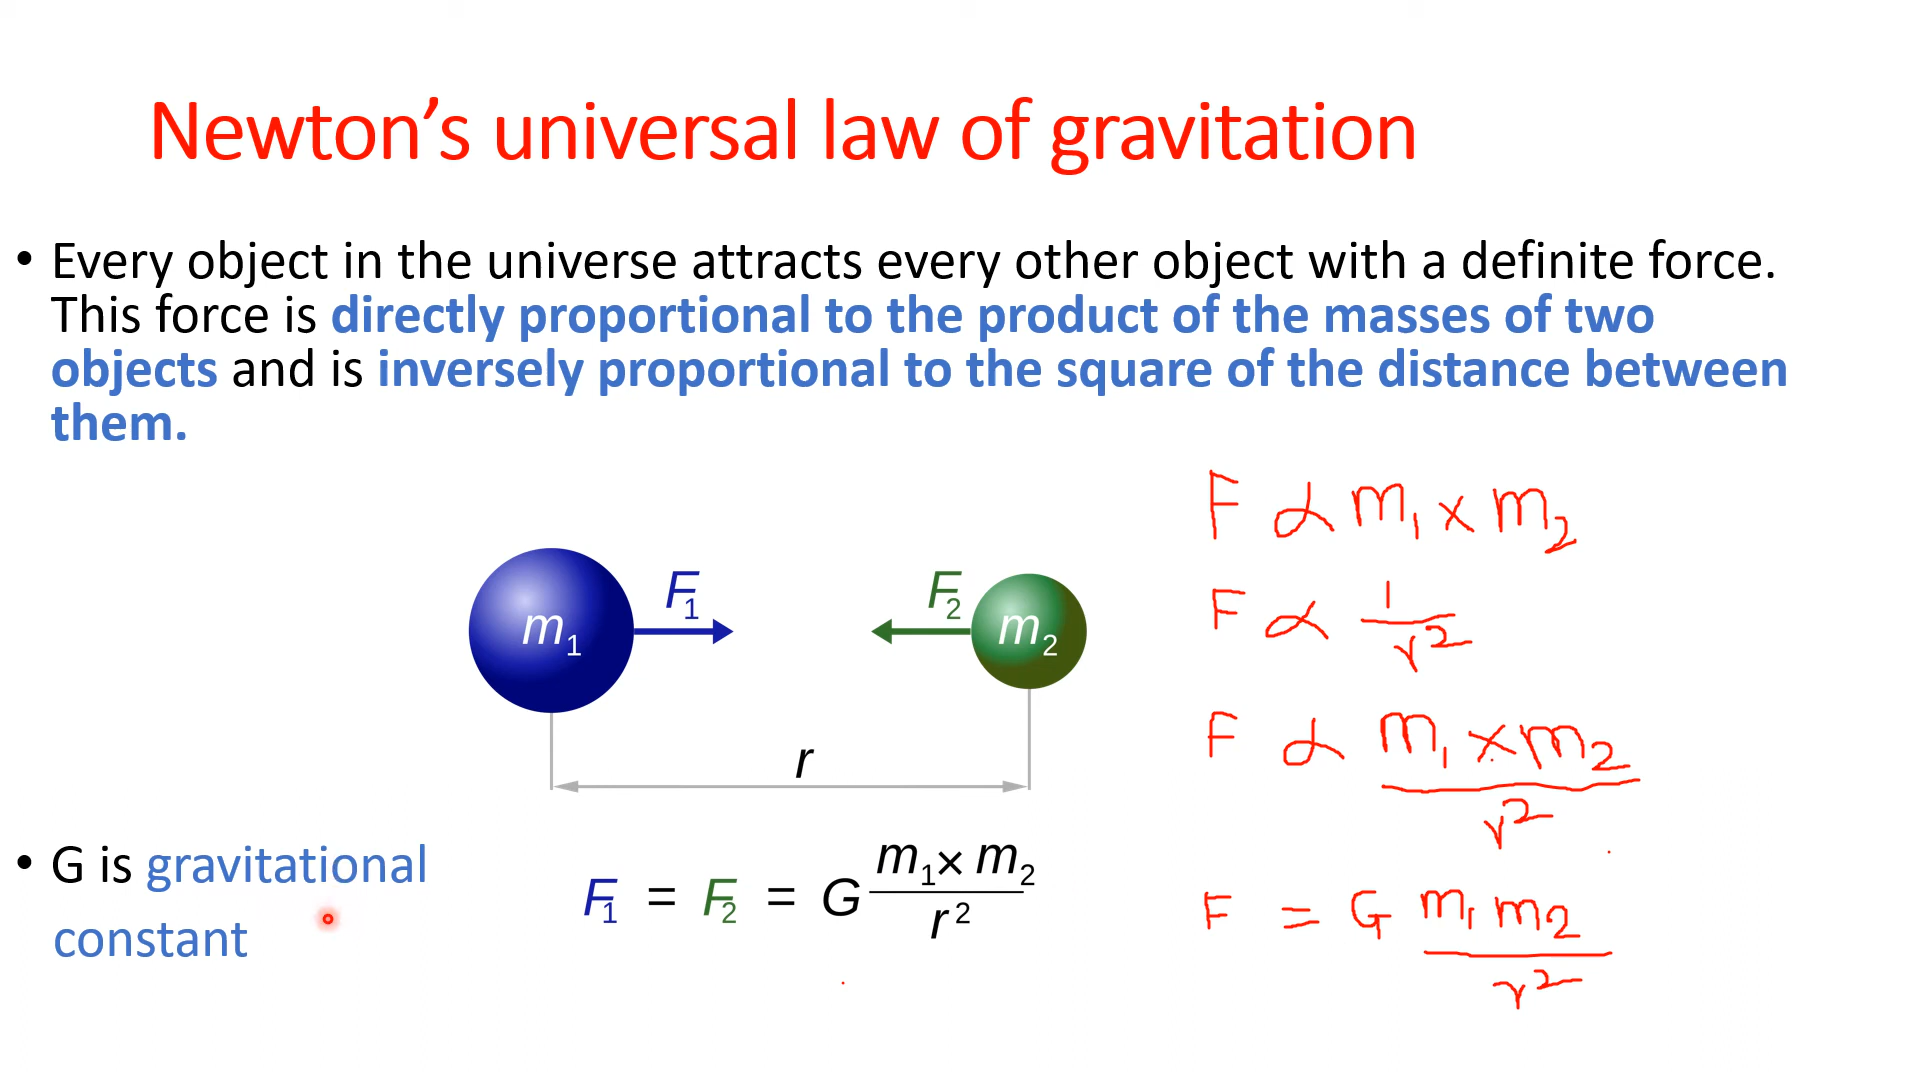 Newton’s universal law of gravitation
• Every object in the universe attracts every other object with a definite force.
This force is directly proportional to the product of the masses of two
objects and is inversely proportional to the square of the distance between
them.
F₁
F₂
m₁
m₂
r
• G is gravitational
constant
F₁ = F₂ = G m₁ × m₂ / r²
F ∝ m₁ × m₂
F ∝ 1 / r²
F ∝ m₁ × m₂ / r²
F = G m₁ m₂ / r²